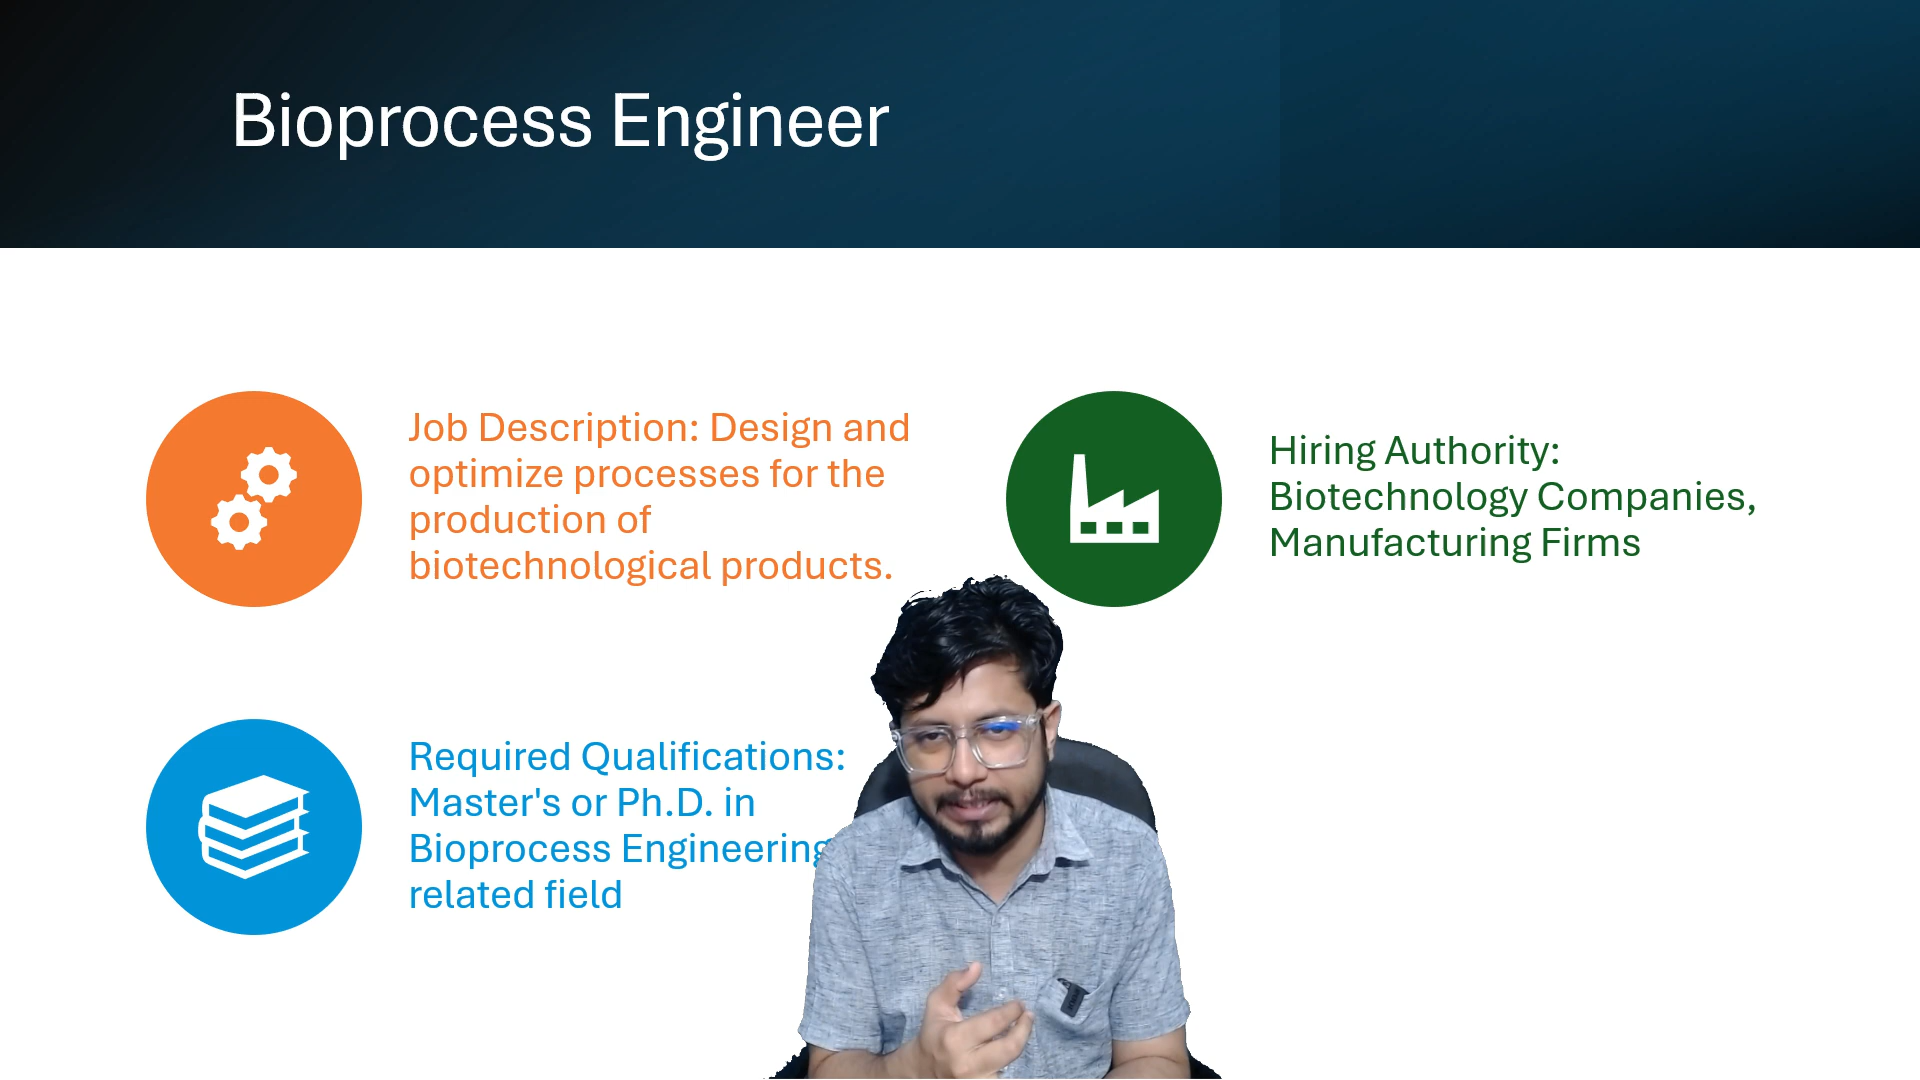 Bioprocess Engineer
Job Description: Design and
optimize processes for the
production of
biotechnological products.
Hiring Authority:
Biotechnology Companies,
Manufacturing Firms
Required Qualifications:
Master's or Ph.D. in
Bioprocess Engineering
related field